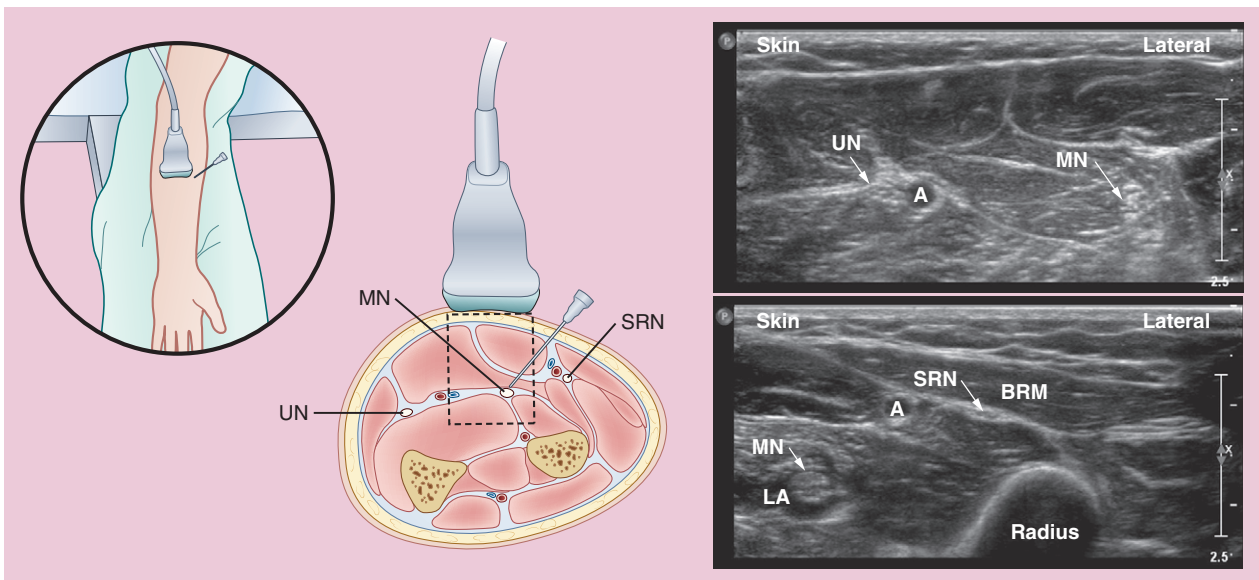 MN
SRN
UN
P
Skin
Lateral
UN
MN
A
X
2.5
P
Skin
Lateral
SRN
BRM
A
MN
LA
Radius
X
2.5